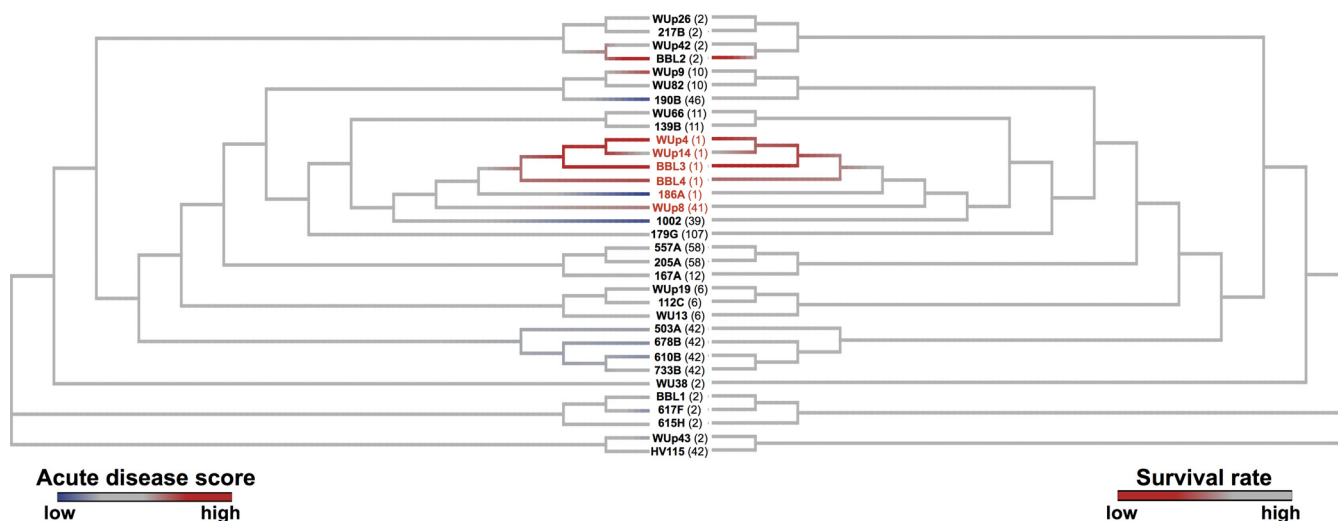 WUp26 (2)
217B (2)
WUp42 (2)
BBL2 (2)
WUp9 (10)
WU82 (10)
190B (46)
WU66 (11)
139B (11)
WUp4 (1)
WUp14 (1)
BBL3 (1)
BBL4 (1)
186A (1)
WUp8 (41)
1002 (39)
179G (107)
557A (58)
205A (58)
167A (12)
WUp19 (6)
112C (6)
WU13 (6)
503A (42)
678B (42)
610B (42)
733B (42)
WU38 (2)
BBL1 (2)
617F (2)
615H (2)
WUp43 (2)
HV115 (42)
Acute disease score
low high
Survival rate
low high